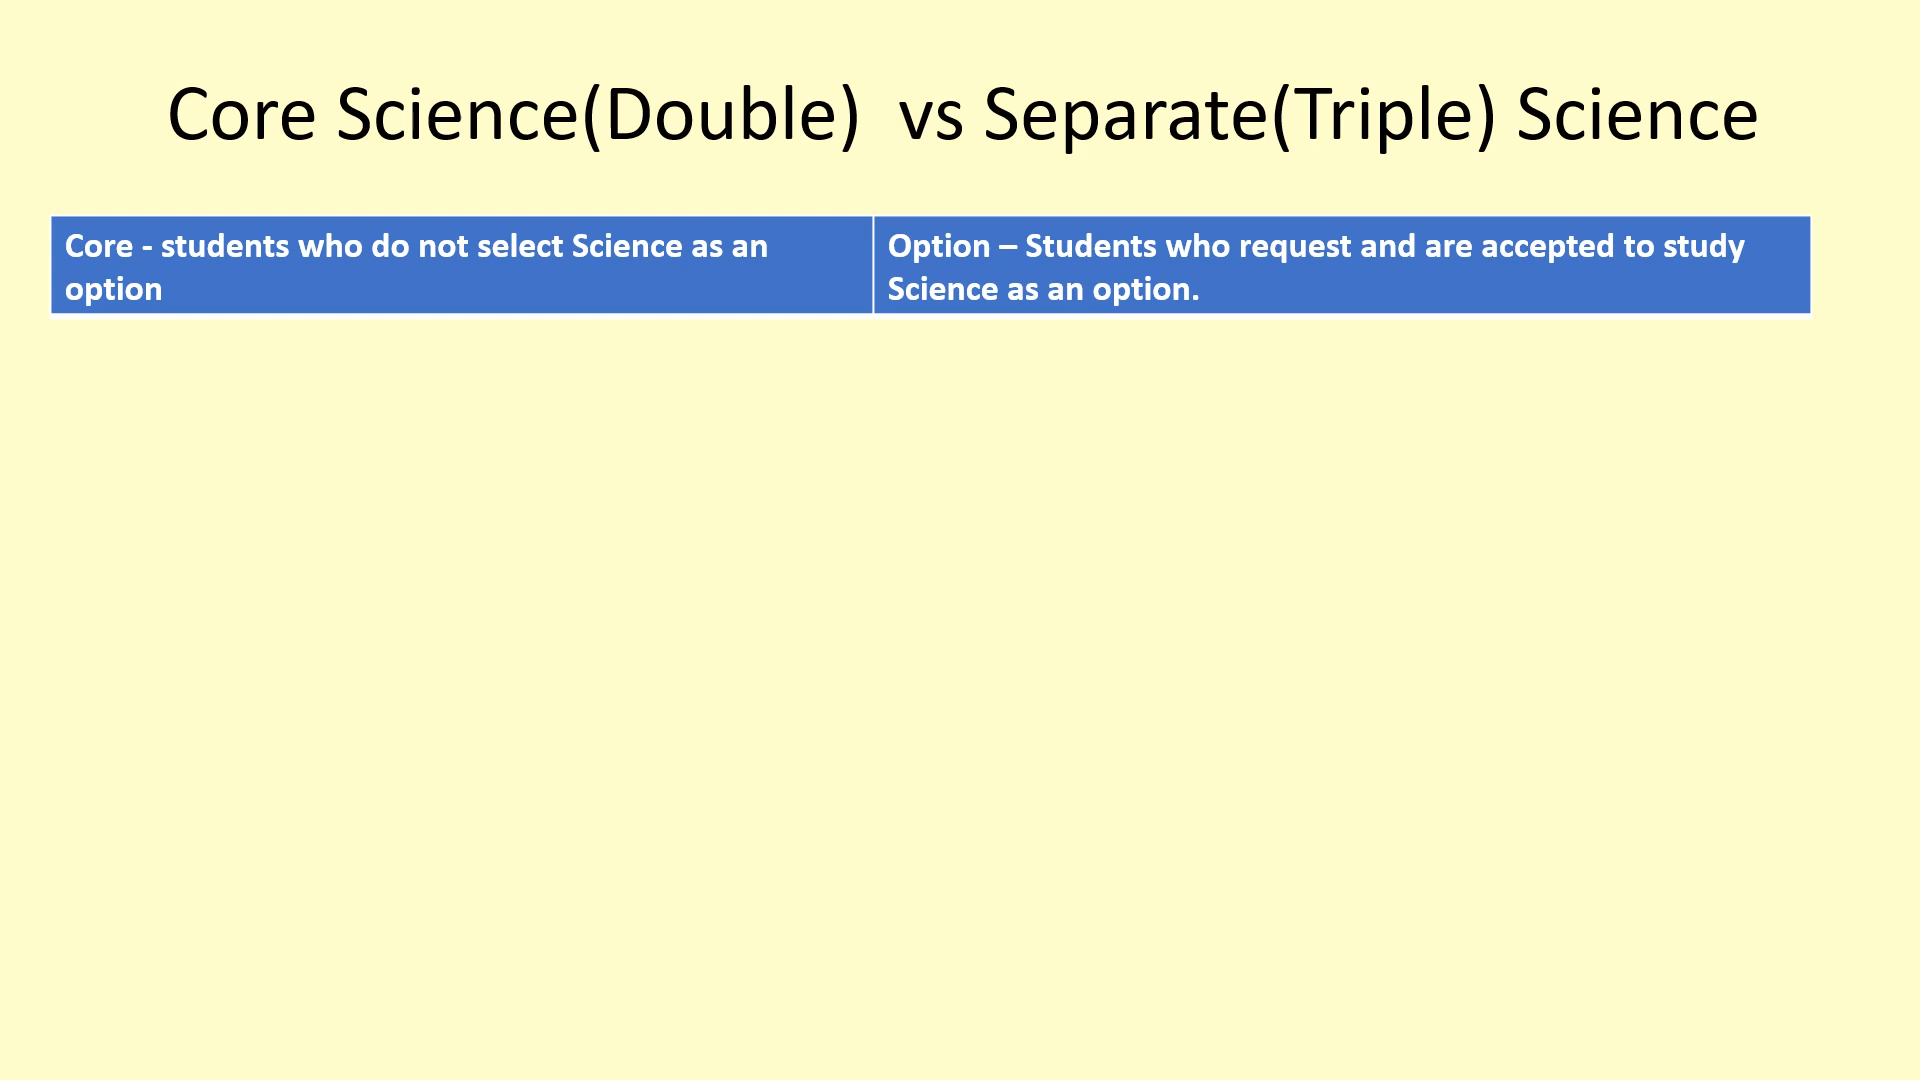 Core Science(Double)  vs Separate(Triple) Science
Core - students who do not select Science as an
option
Option – Students who request and are accepted to study
Science as an option.